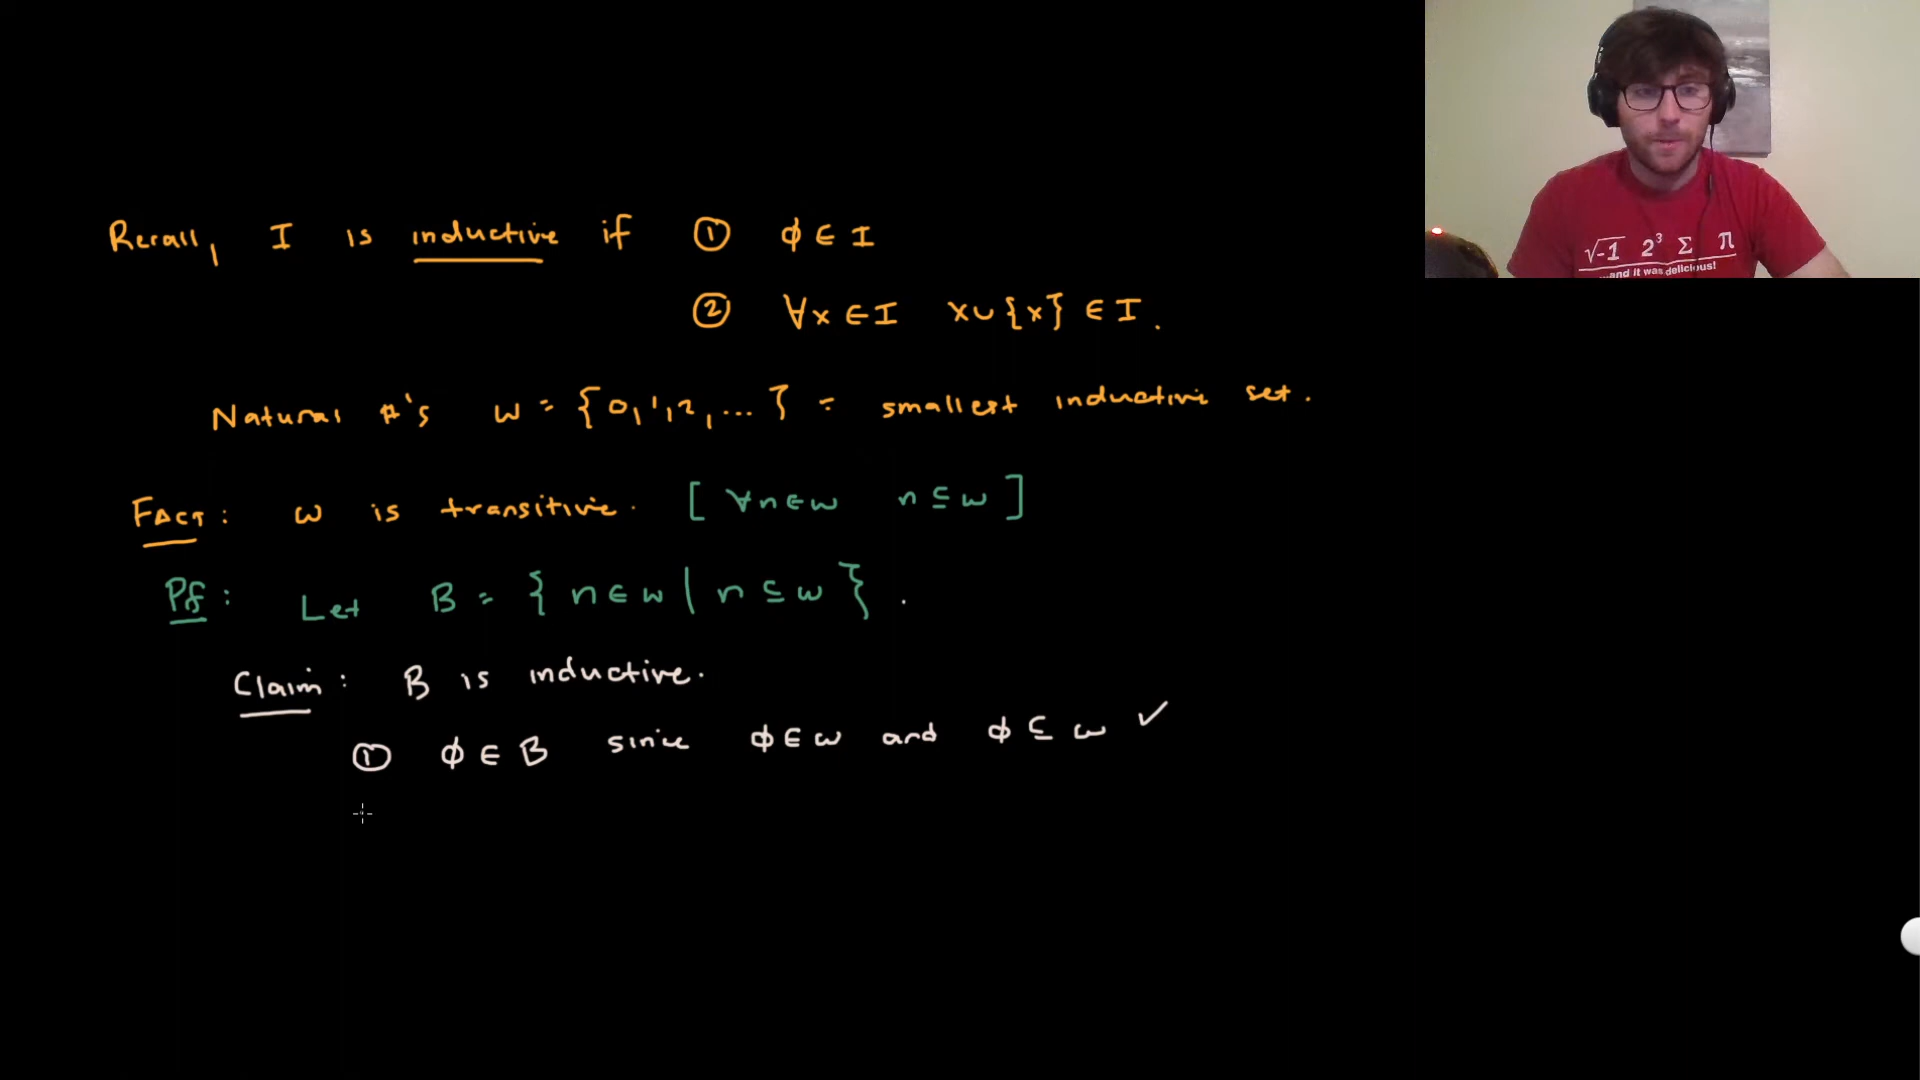 Recall, I is inductive if ① ϕ ∈ I
② ∀x ∈ I x ∪ {x} ∈ I.
Natural #'s ω = {0, 1, 2, ...} = smallest inductive set.
FACT: ω is transitive. [∀n∈ω n ⊆ ω]
Pf: Let B = {n ∈ ω | n ⊆ ω}.
Claim: B is inductive.
① ϕ ∈ B since ϕ ∈ ω and ϕ ⊆ ω ✓
√-1 2³ Σ π
...and it was delicious!